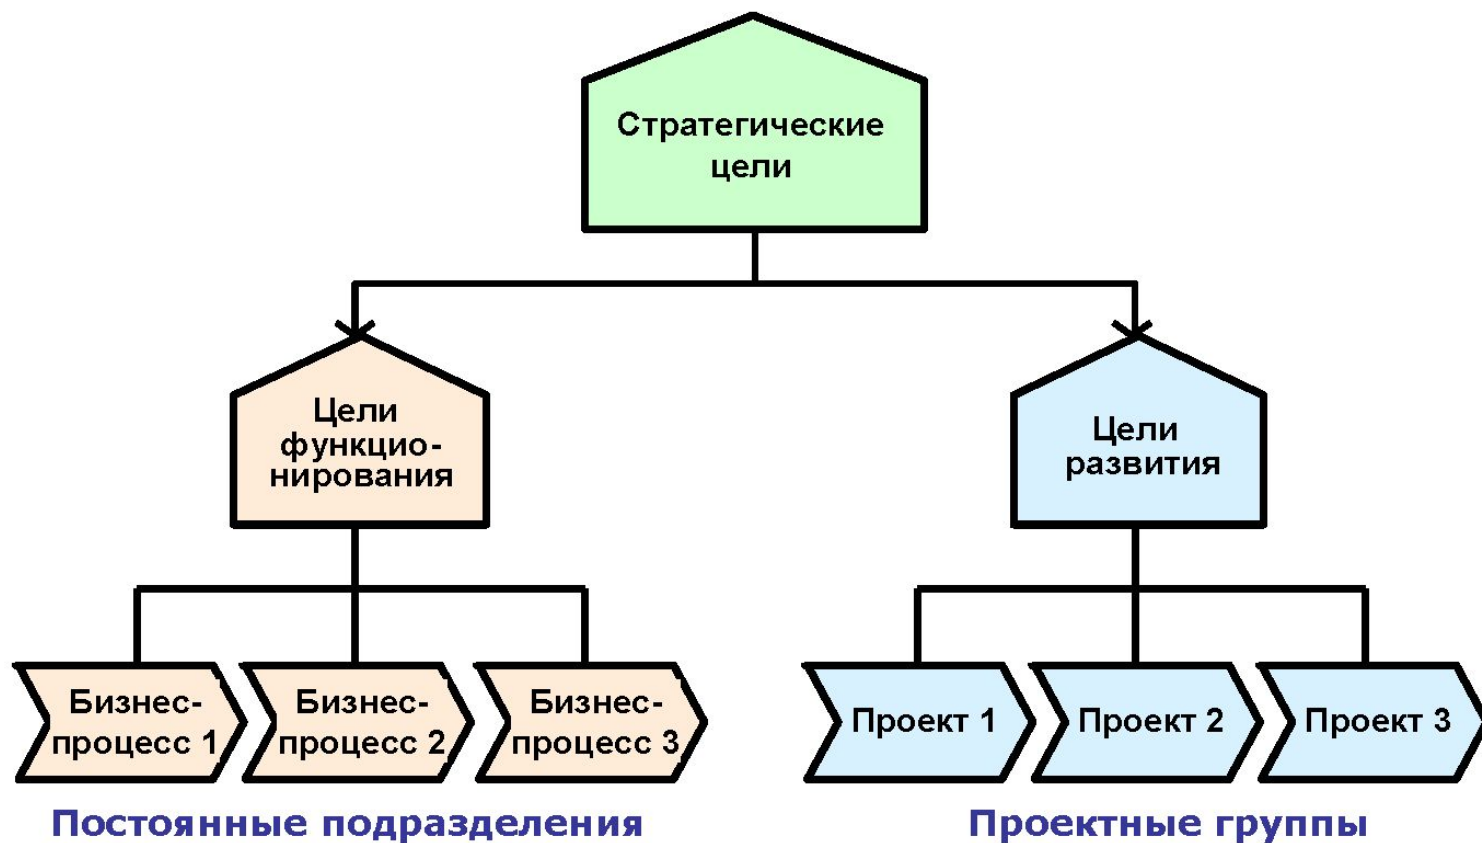 Стратегические
цели
Цели
функцио-
нирования
Цели
развития
Бизнес-
процесс 1
Бизнес-
процесс 2
Бизнес-
процесс 3
Проект 1
Проект 2
Проект 3
Постоянные подразделения
Проектные группы